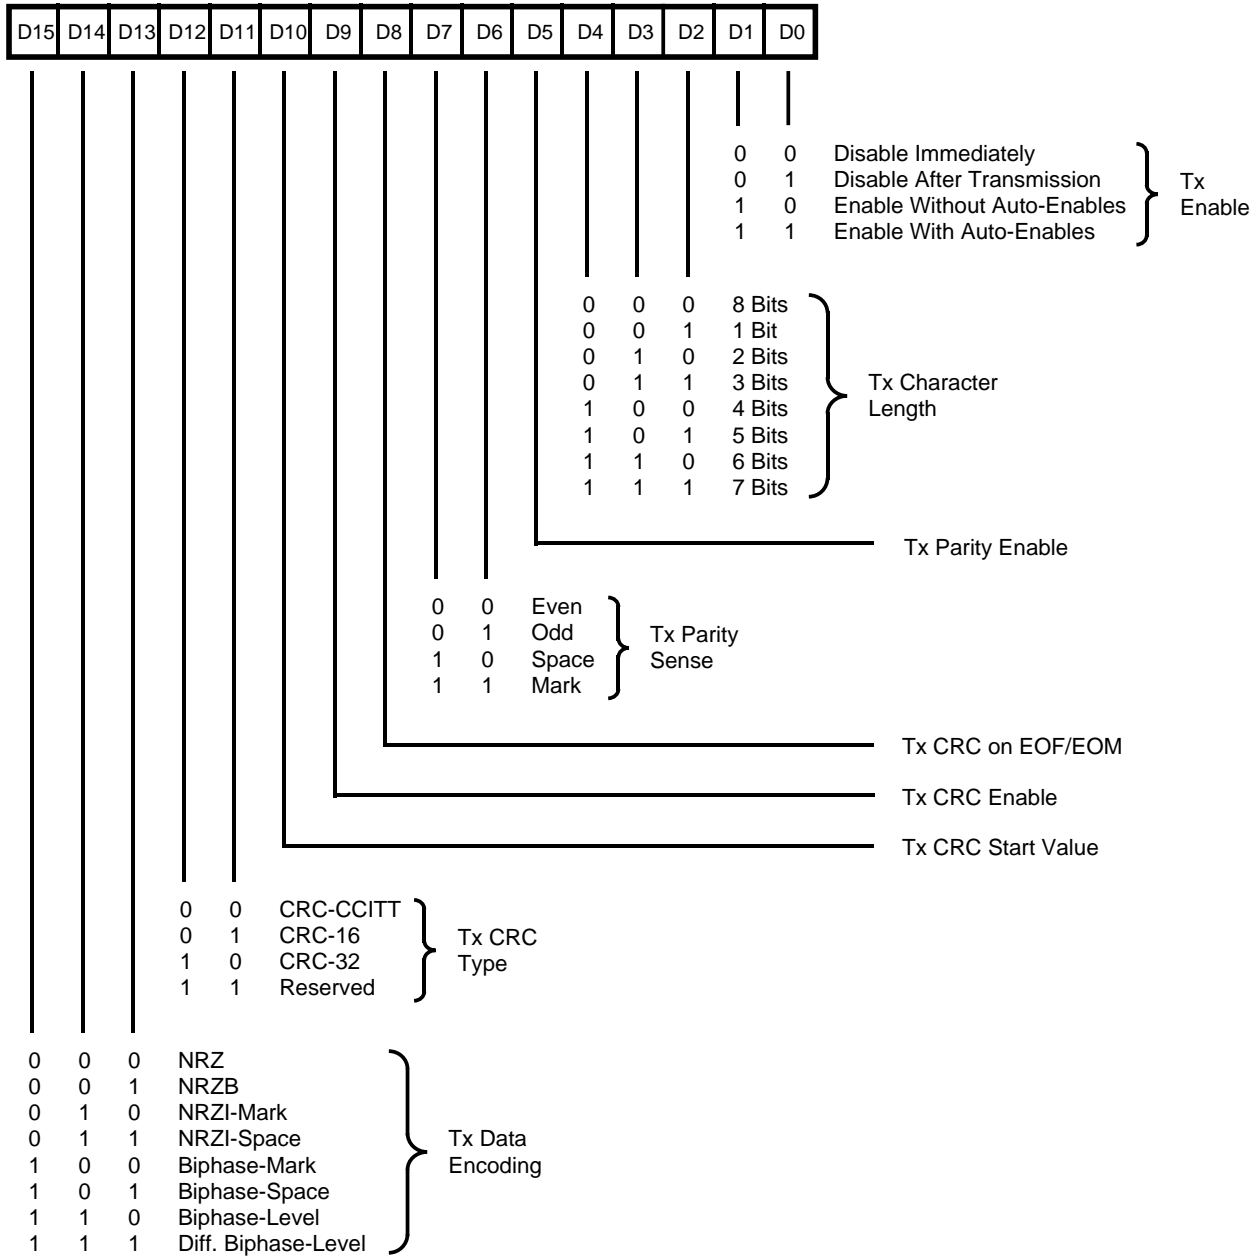 D15 D14 D13 D12 D11 D10 D9 D8 D7 D6 D5 D4 D3 D2 D1 D0
0 0 Disable Immediately
0 1 Disable After Transmission
1 0 Enable Without Auto-Enables
1 1 Enable With Auto-Enables
Tx
Enable
0 0 0 8 Bits
0 0 1 1 Bit
0 1 0 2 Bits
0 1 1 3 Bits
1 0 0 4 Bits
1 0 1 5 Bits
1 1 0 6 Bits
1 1 1 7 Bits
Tx Character
Length
Tx Parity Enable
0 0 Even
0 1 Odd
1 0 Space
1 1 Mark
Tx Parity
Sense
Tx CRC on EOF/EOM
Tx CRC Enable
Tx CRC Start Value
0 0 CRC-CCITT
0 1 CRC-16
1 0 CRC-32
1 1 Reserved
Tx CRC
Type
0 0 0 NRZ
0 0 1 NRZB
0 1 0 NRZI-Mark
0 1 1 NRZI-Space
1 0 0 Biphase-Mark
1 0 1 Biphase-Space
1 1 0 Biphase-Level
1 1 1 Diff. Biphase-Level
Tx Data
Encoding